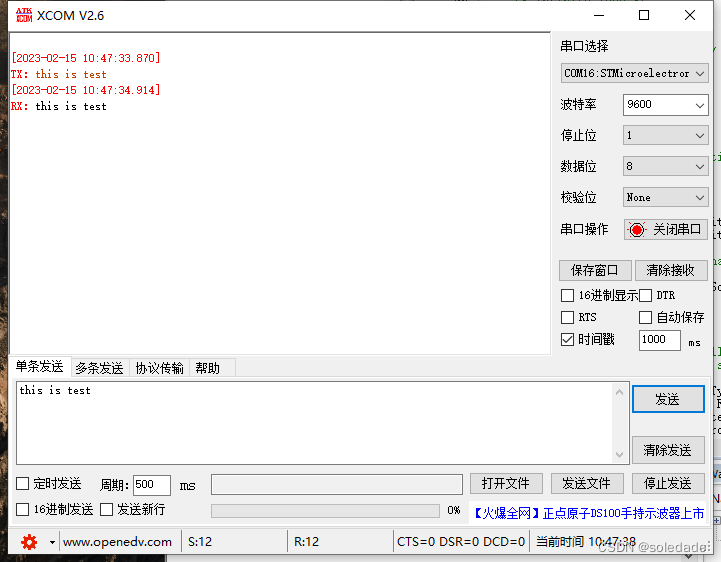 ATK XCOM XCOM V2.6
[2023-02-15 10:47:33.870]
TX: this is test
[2023-02-15 10:47:34.914]
RX: this is test
串口选择
COM16:STMicroelectror
波特率 9600
停止位 1
数据位 8
校验位 None
串口操作 关闭串口
保存窗口 清除接收
16进制显示 DTR
RTS 自动保存
时间戳 1000 ms
单条发送 多条发送 协议传输 帮助
this is test
发送
清除发送
定时发送 周期: 500 ms 打开文件 发送文件 停止发送
16进制发送 发送新行 0% 【火爆全网】正点原子DS100手持示波器上市
www.openedv.com S:12 R:12 CTS=0 DSR=0 DCD=0 当前时间 10:47:38
CSDN @soledade